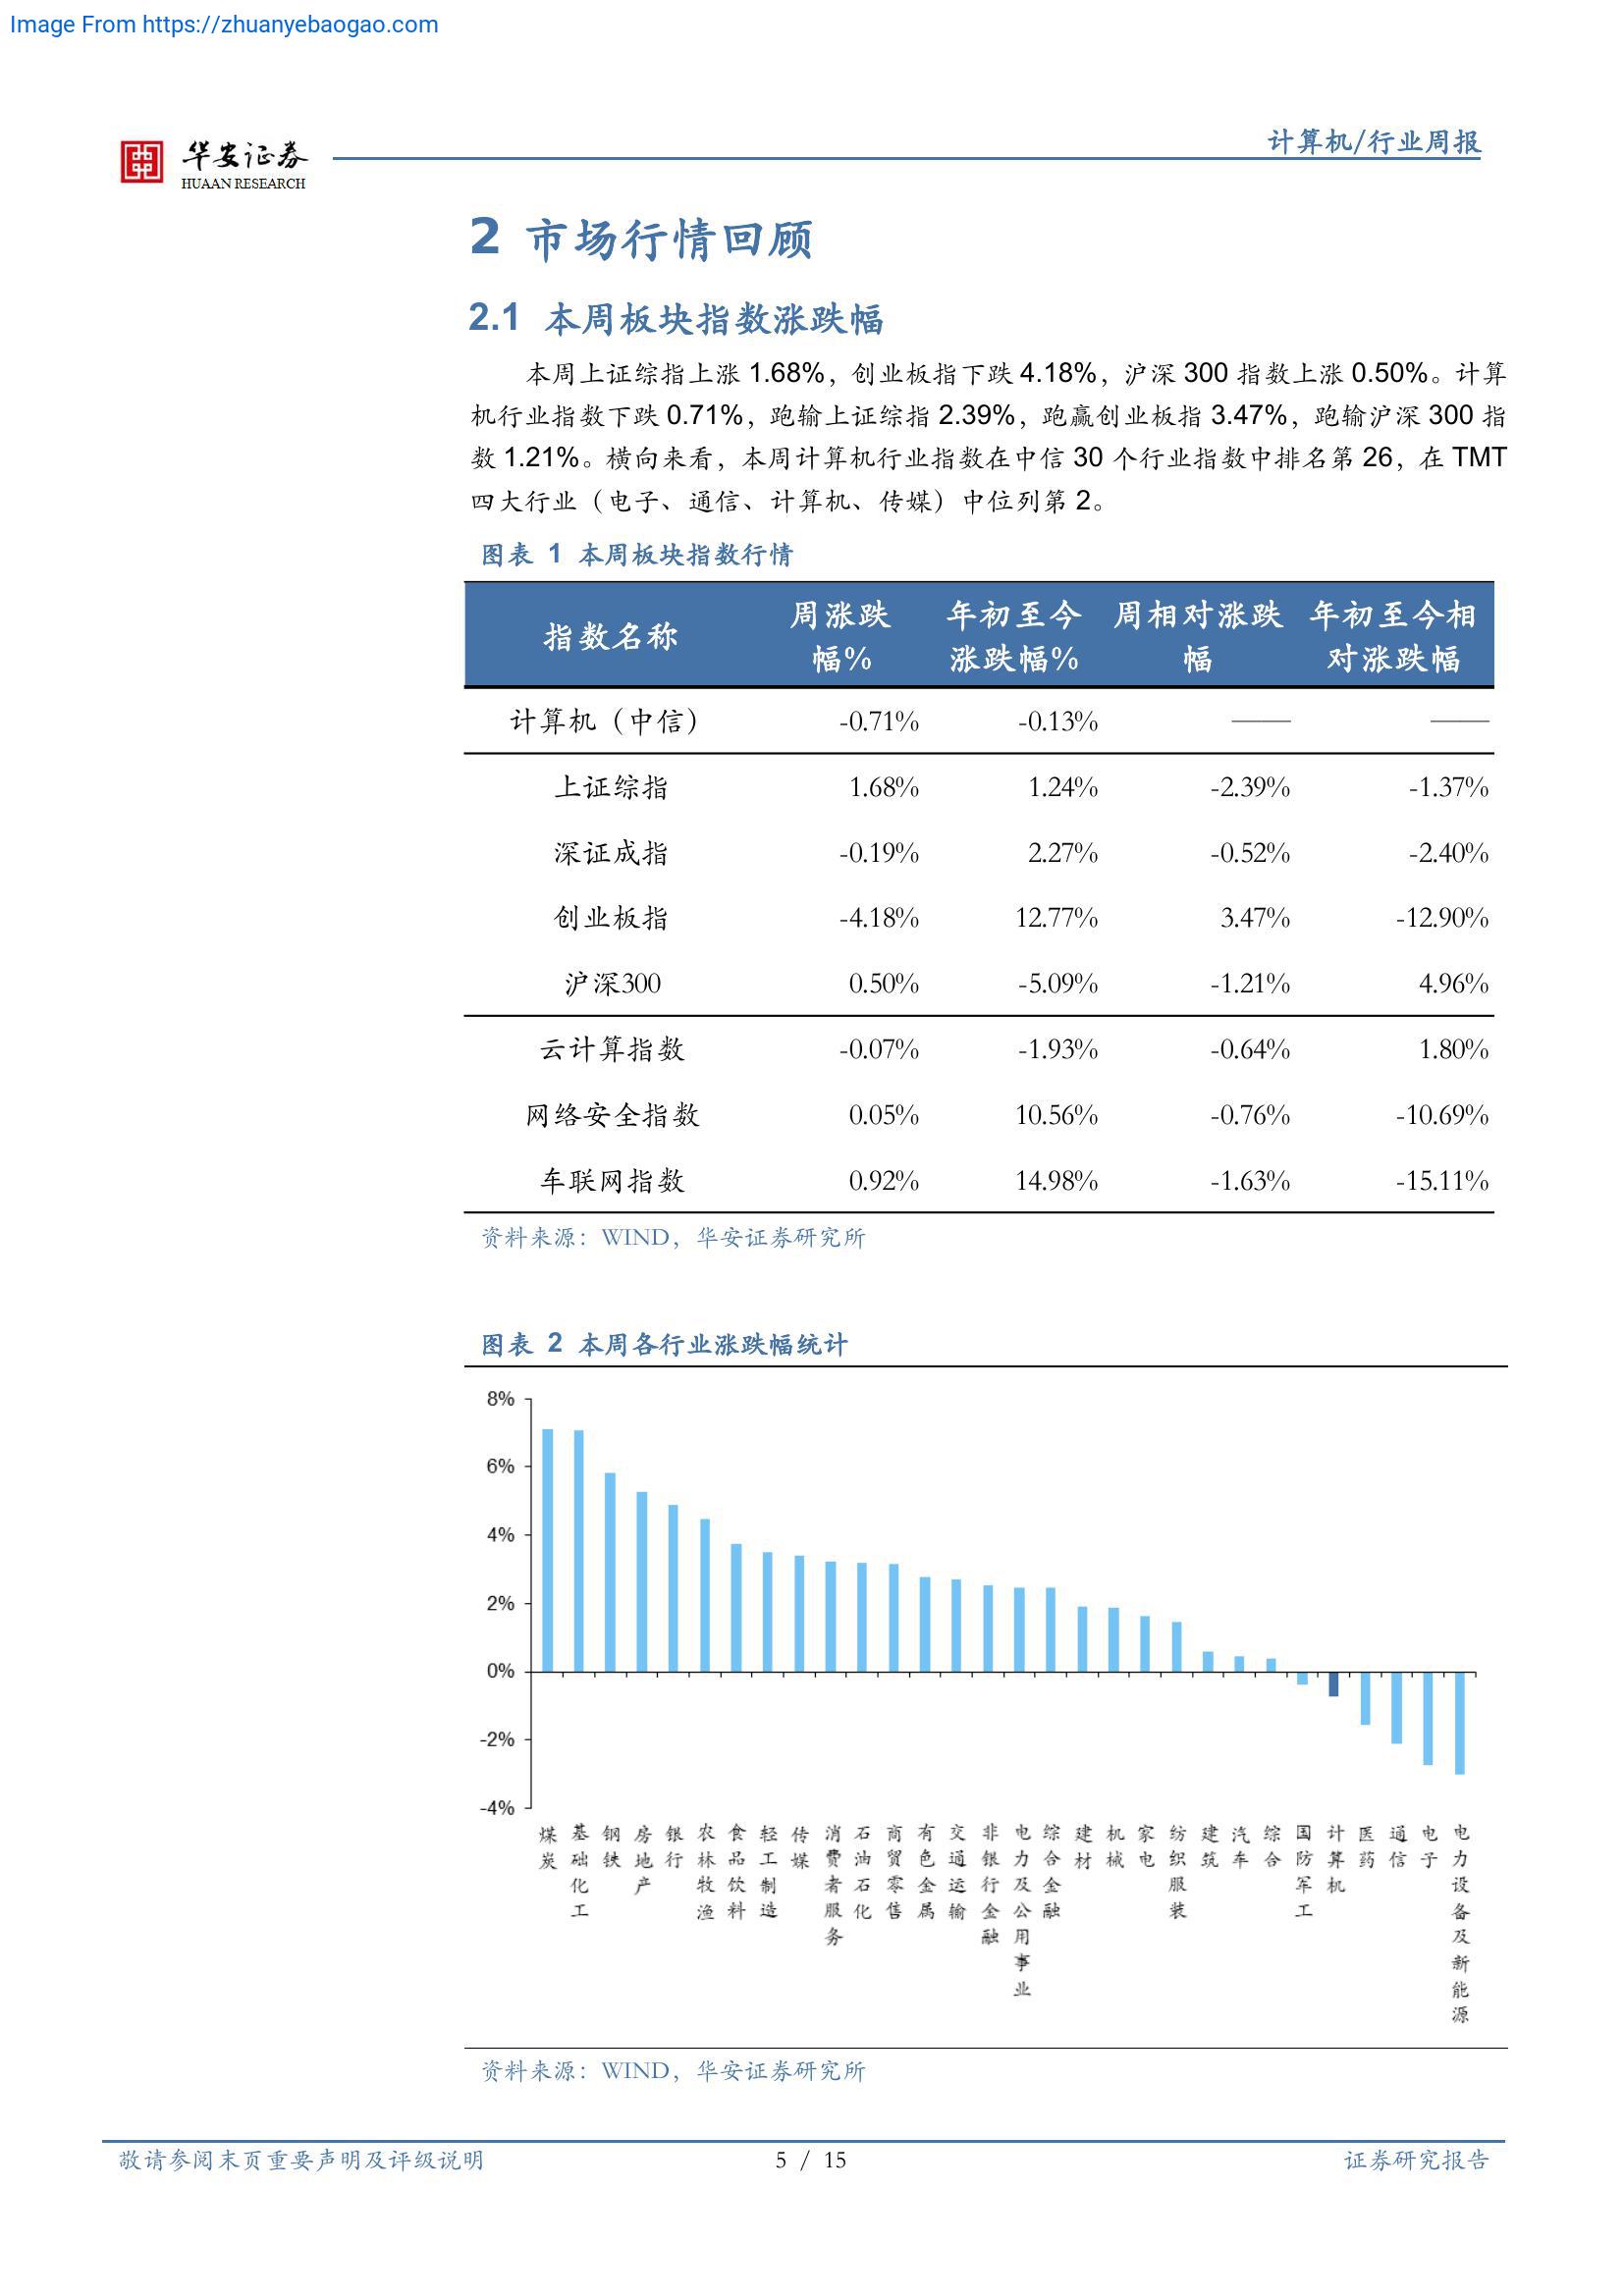 Image From https://zhuanyebaogao.com
华安证券
HUAAN RESEARCH
计算机/行业周报
2 市场行情回顾
2.1 本周板块指数涨跌幅
本周上证综指上涨 1.68%，创业板指下跌 4.18%，沪深 300 指数上涨 0.50%。计算
机行业指数下跌 0.71%，跑输上证综指 2.39%，跑赢创业板指 3.47%，跑输沪深 300 指
数 1.21%。横向来看，本周计算机行业指数在中信 30 个行业指数中排名第 26，在 TMT
四大行业（电子、通信、计算机、传媒）中位列第 2。
图表 1 本周板块指数行情
指数名称 周涨跌幅% 年初至今涨跌幅% 周相对涨跌幅 年初至今相对涨跌幅
计算机（中信） -0.71% -0.13% —— ——
上证综指 1.68% 1.24% -2.39% -1.37%
深证成指 -0.19% 2.27% -0.52% -2.40%
创业板指 -4.18% 12.77% 3.47% -12.90%
沪深300 0.50% -5.09% -1.21% 4.96%
云计算指数 -0.07% -1.93% -0.64% 1.80%
网络安全指数 0.05% 10.56% -0.76% -10.69%
车联网指数 0.92% 14.98% -1.63% -15.11%
资料来源：WIND，华安证券研究所
图表 2 本周各行业涨跌幅统计
8%
6%
4%
2%
0%
-2%
-4%
煤炭
基础化工
钢铁
房地产
银行
农林牧渔
食品饮料
轻工制造
传媒
消费者服务
石油石化
商贸零售
有色金属
交通运输
非银行金融
电力及公用事业
综合金融
建材
机械
家电
纺织服装
建筑
汽车
综合
国防军工
计算机
医药
通信
电子
电力设备及新能源
资料来源：WIND，华安证券研究所
敬请参阅末页重要声明及评级说明
5 / 15
证券研究报告